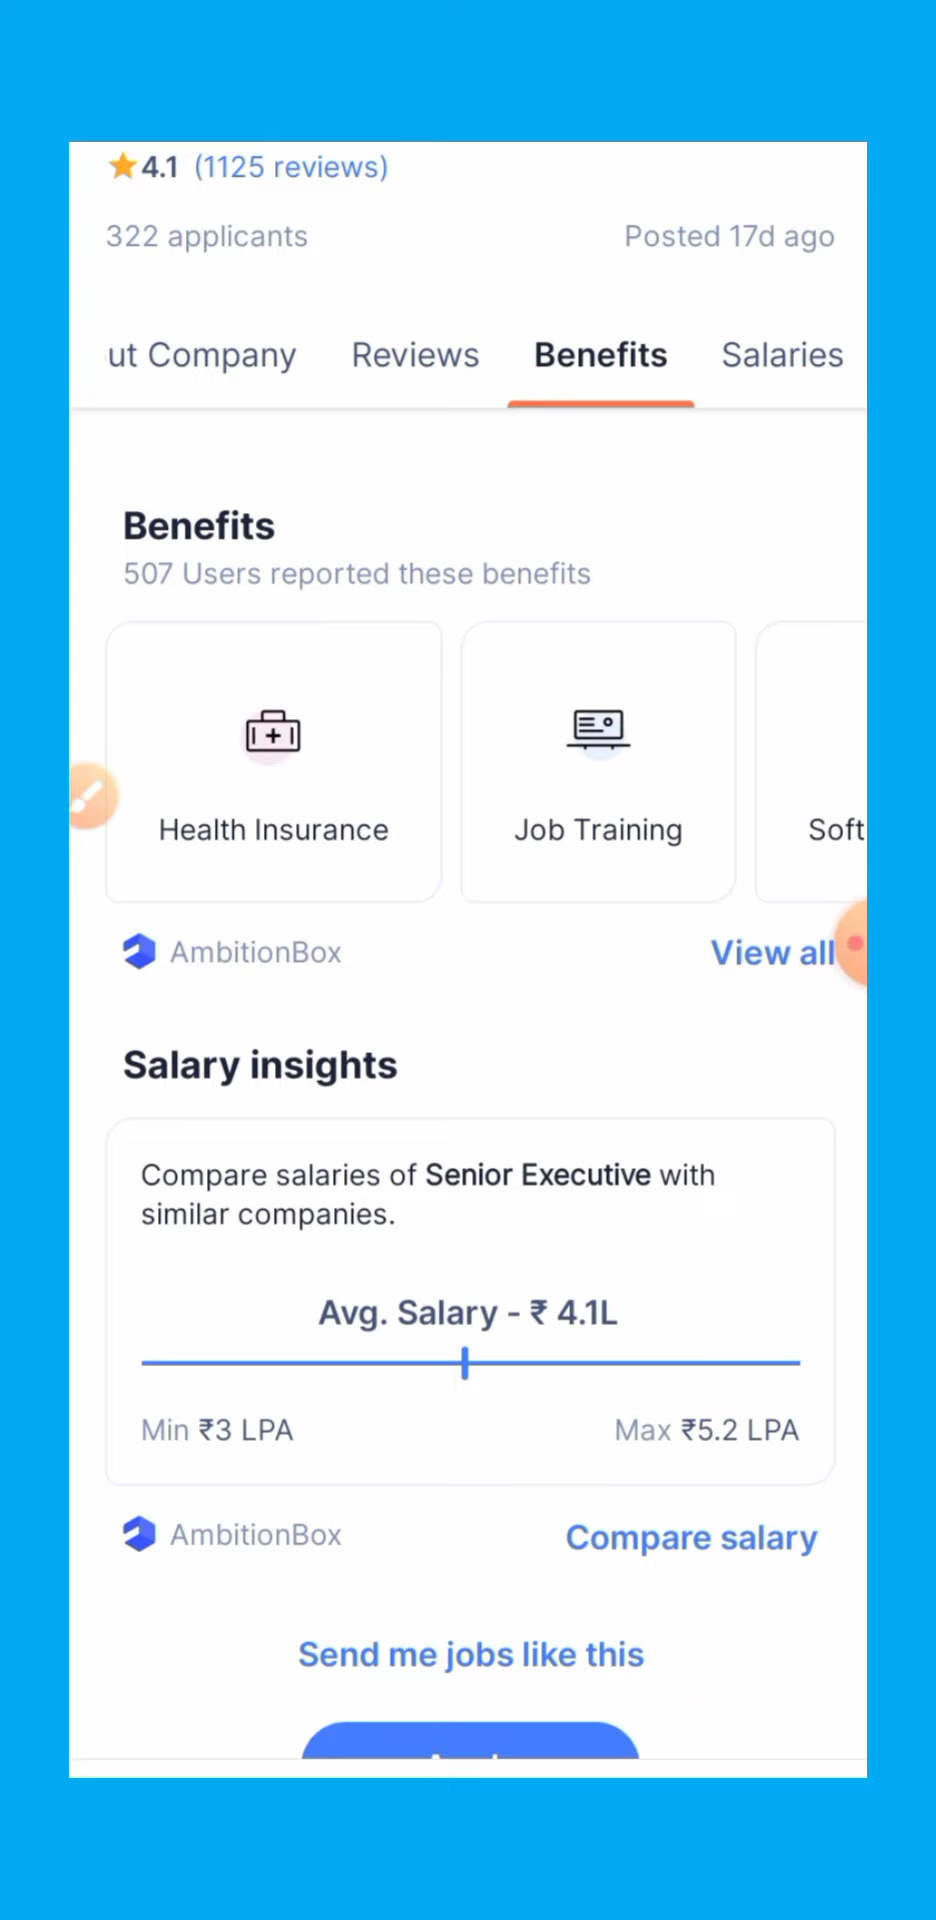 4.1 (1125 reviews)
322 applicants Posted 17d ago
ut Company Reviews Benefits Salaries
Benefits
507 Users reported these benefits
Health Insurance Job Training Soft
AmbitionBox View all
Salary insights
Compare salaries of Senior Executive with
similar companies.
Avg. Salary - ₹ 4.1L
Min ₹3 LPA Max ₹5.2 LPA
AmbitionBox Compare salary
Send me jobs like this